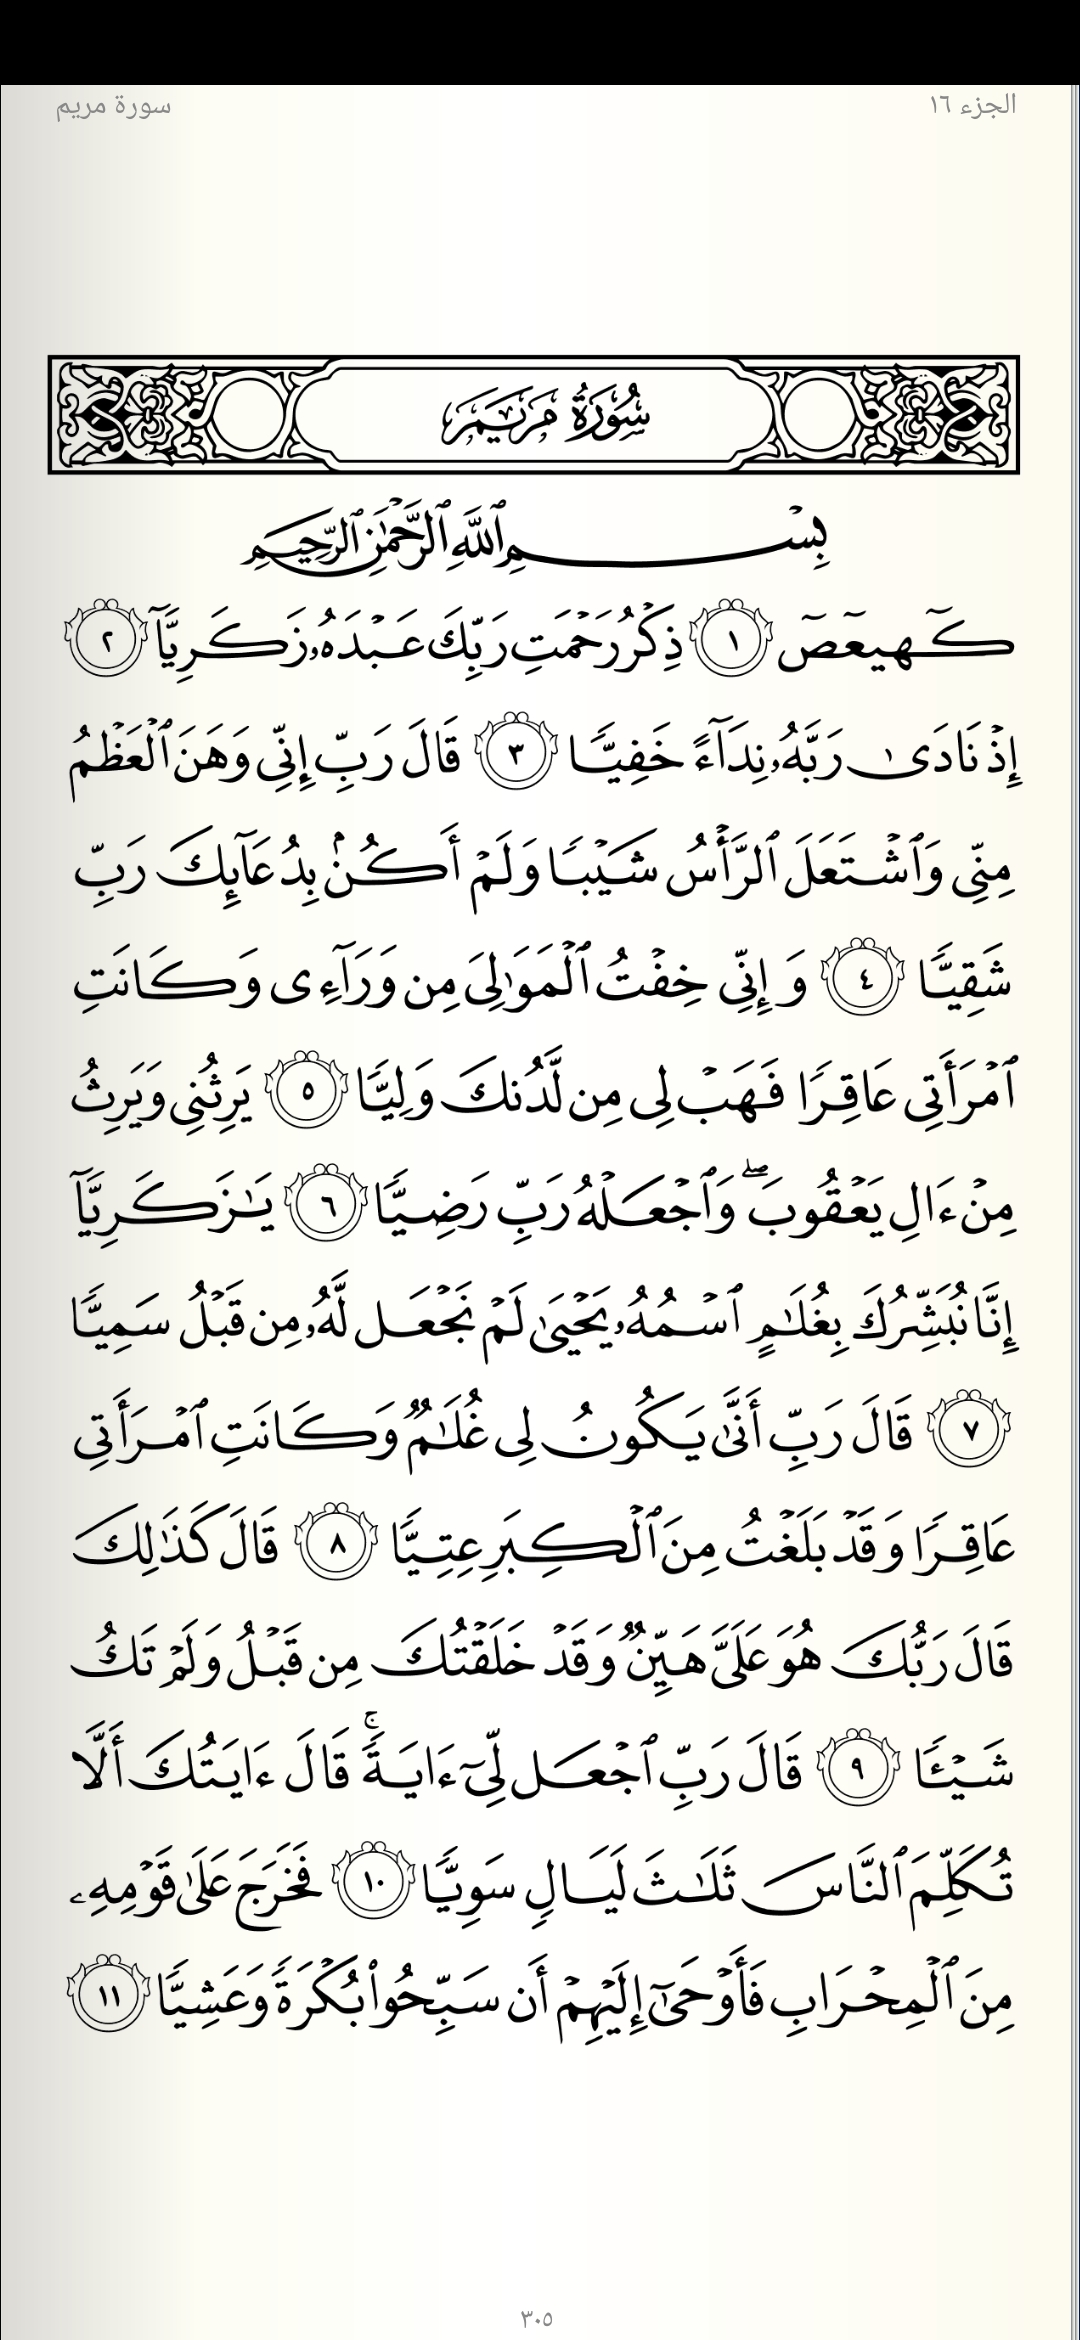 الجزء ١٦
سورة مريم
سُورَةُ مَرۡيَمَ
بِسۡمِ ٱللَّهِ ٱلرَّحۡمَٰنِ ٱلرَّحِيمِ
كٓهيعٓصٓ ١ ذِكۡرُ رَحۡمَتِ رَبِّكَ عَبۡدَهُۥ زَكَرِيَّآ ٢
إِذۡ نَادَىٰ رَبَّهُۥ نِدَآءً خَفِيّٗا ٣ قَالَ رَبِّ إِنِّي وَهَنَ ٱلۡعَظۡمُ
مِنِّي وَٱشۡتَعَلَ ٱلرَّأۡسُ شَيۡبٗا وَلَمۡ أَكُنۢ بِدُعَآئِكَ رَبِّ
شَقِيّٗا ٤ وَإِنِّي خِفۡتُ ٱلۡمَوَٰلِيَ مِن وَرَآءِي وَكَانَتِ
ٱمۡرَأَتِي عَاقِرٗا فَهَبۡ لِي مِن لَّدُنكَ وَلِيّٗا ٥ يَرِثُنِي وَيَرِثُ
مِنۡ ءَالِ يَعۡقُوبَۖ وَٱجۡعَلۡهُ رَبِّ رَضِيّٗا ٦ يَٰزَكَرِيَّآ
إِنَّا نُبَشِّرُكَ بِغُلَٰمٍ ٱسۡمُهُۥ يَحۡيَىٰ لَمۡ نَجۡعَل لَّهُۥ مِن قَبۡلُ سَمِيّٗا
٧ قَالَ رَبِّ أَنَّىٰ يَكُونُ لِي غُلَٰمٞ وَكَانَتِ ٱمۡرَأَتِي
عَاقِرٗا وَقَدۡ بَلَغۡتُ مِنَ ٱلۡكِبَرِ عِتِيّٗا ٨ قَالَ كَذَٰلِكَ
قَالَ رَبُّكَ هُوَ عَلَيَّ هَيِّنٞ وَقَدۡ خَلَقۡتُكَ مِن قَبۡلُ وَلَمۡ تَكُ
شَيۡـٔٗا ٩ قَالَ رَبِّ ٱجۡعَل لِّيٓ ءَايَةٗۚ قَالَ ءَايَتُكَ أَلَّا
تُكَلِّمَ ٱلنَّاسَ ثَلَٰثَ لَيَالٖ سَوِيّٗا ١٠ فَخَرَجَ عَلَىٰ قَوۡمِهِۦ
مِنَ ٱلۡمِحۡرَابِ فَأَوۡحَىٰٓ إِلَيۡهِمۡ أَن سَبِّحُواْ بُكۡرَةٗ وَعَشِيّٗا ١١
٣٠٥